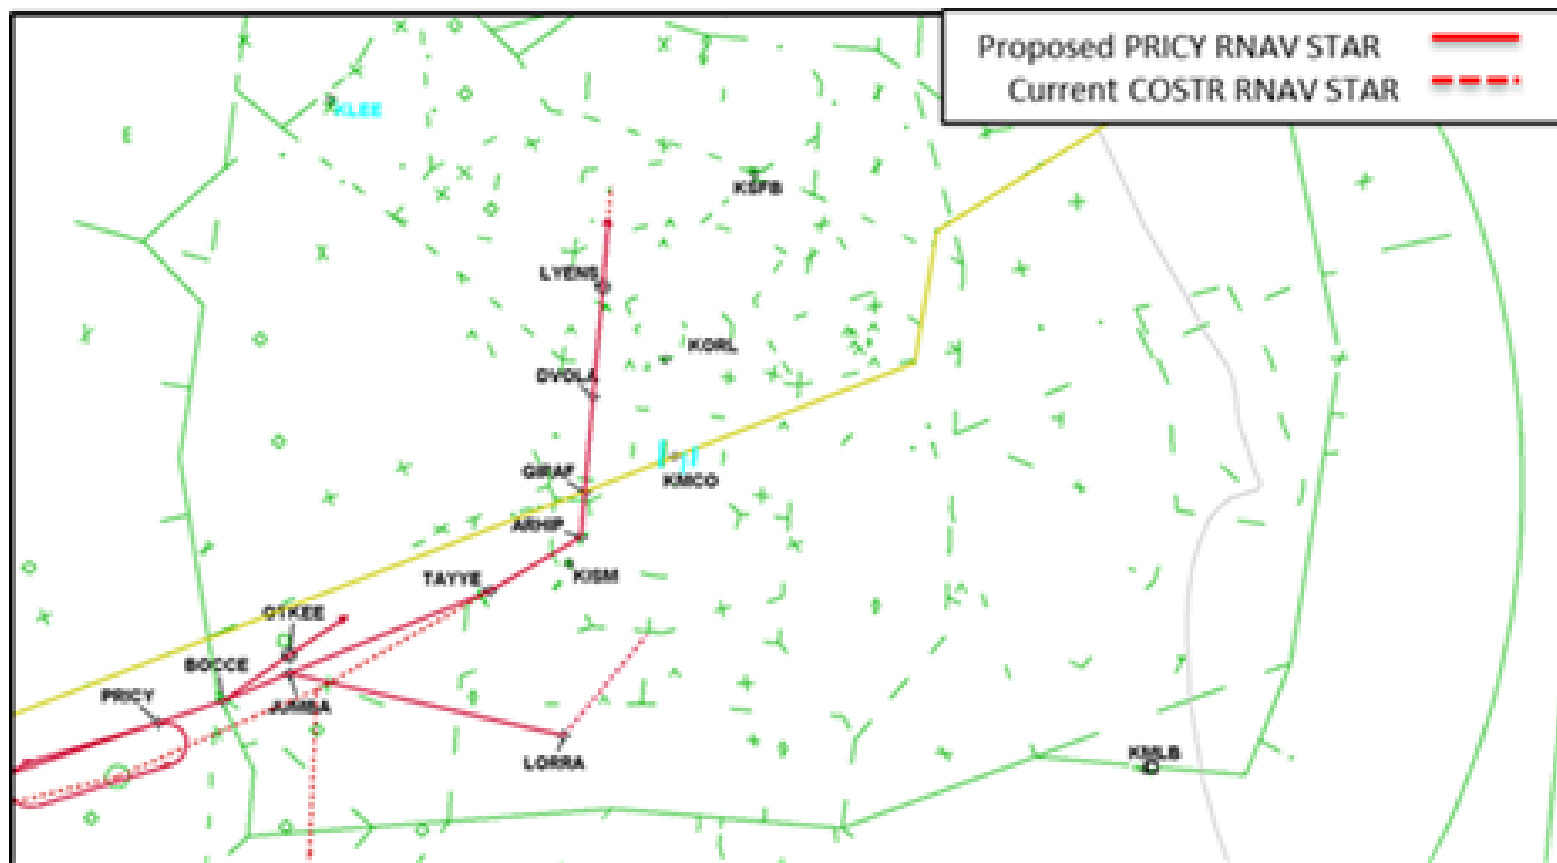 Proposed PRICY RNAV STAR
Current COSTR RNAV STAR
KLEE
KSFB
LYENS
KORL
DVOLA
GIRAF
KMCO
ARHIP
TAYYE
KISM
BOCCE
PRICY
JUMBA
LORRA
KMLB